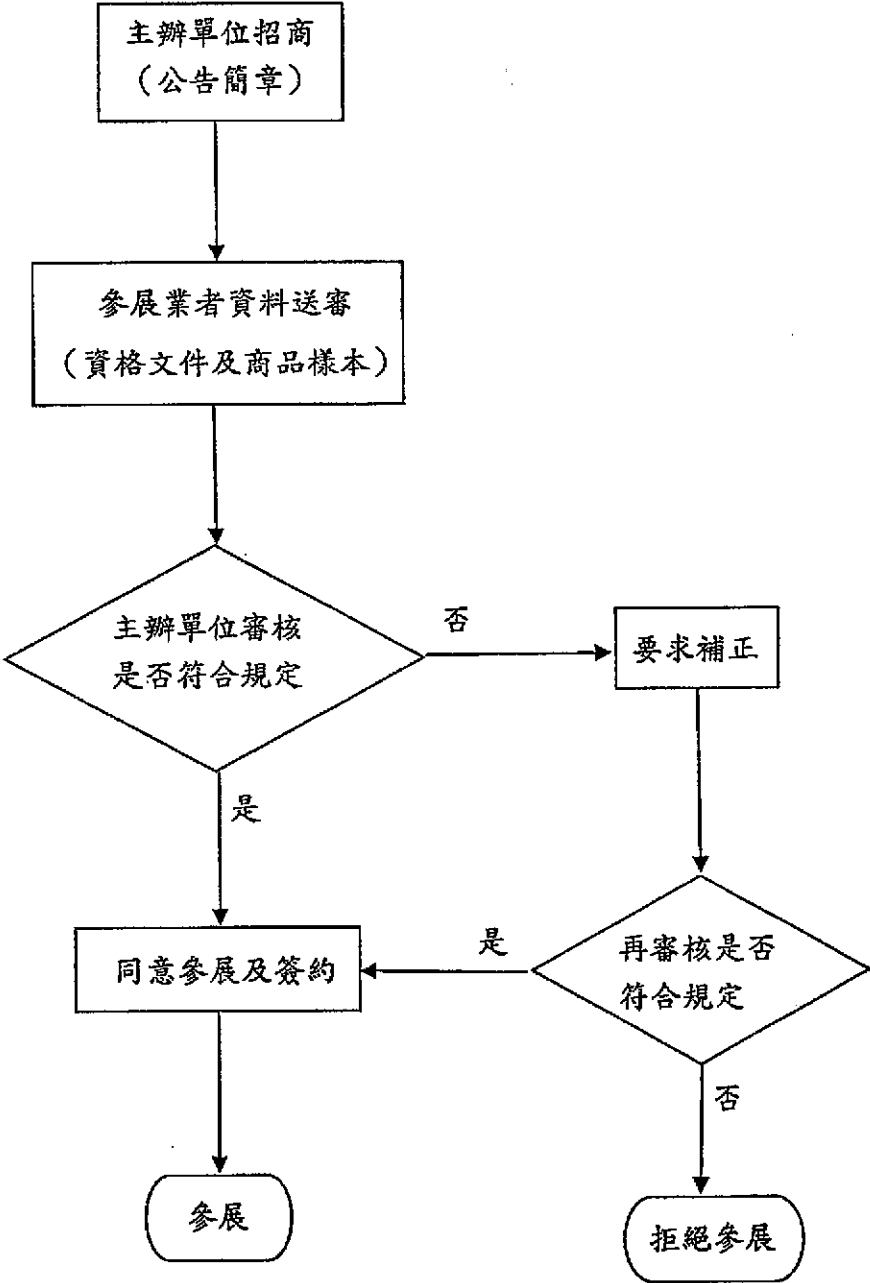 主辦單位招商
（公告簡章）
參展業者資料送審
（資格文件及商品樣本）
主辦單位審核
是否符合規定
否
要求補正
是
同意參展及簽約
是
再審核是否
符合規定
否
參展
拒絕參展